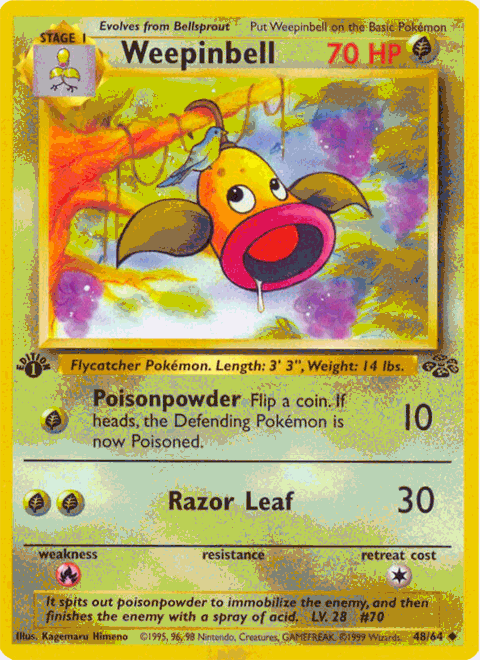 Evolves from Bellsprout Put Weepinbell on the Basic Pokémon
STAGE 1
Weepinbell 70 HP
EDITION
1
Flycatcher Pokémon. Length: 3' 3", Weight: 14 lbs.
Poisonpowder Flip a coin. If
heads, the Defending Pokémon is
now Poisoned.
10
Razor Leaf 30
weakness resistance retreat cost
It spits out poisonpowder to immobilize the enemy, and then
finishes the enemy with a spray of acid. LV. 28 #70
Illus. Kagemaru Himeno ©1995, 96, 98 Nintendo, Creatures, GAMEFREAK. ©1999 Wizards. 48/64